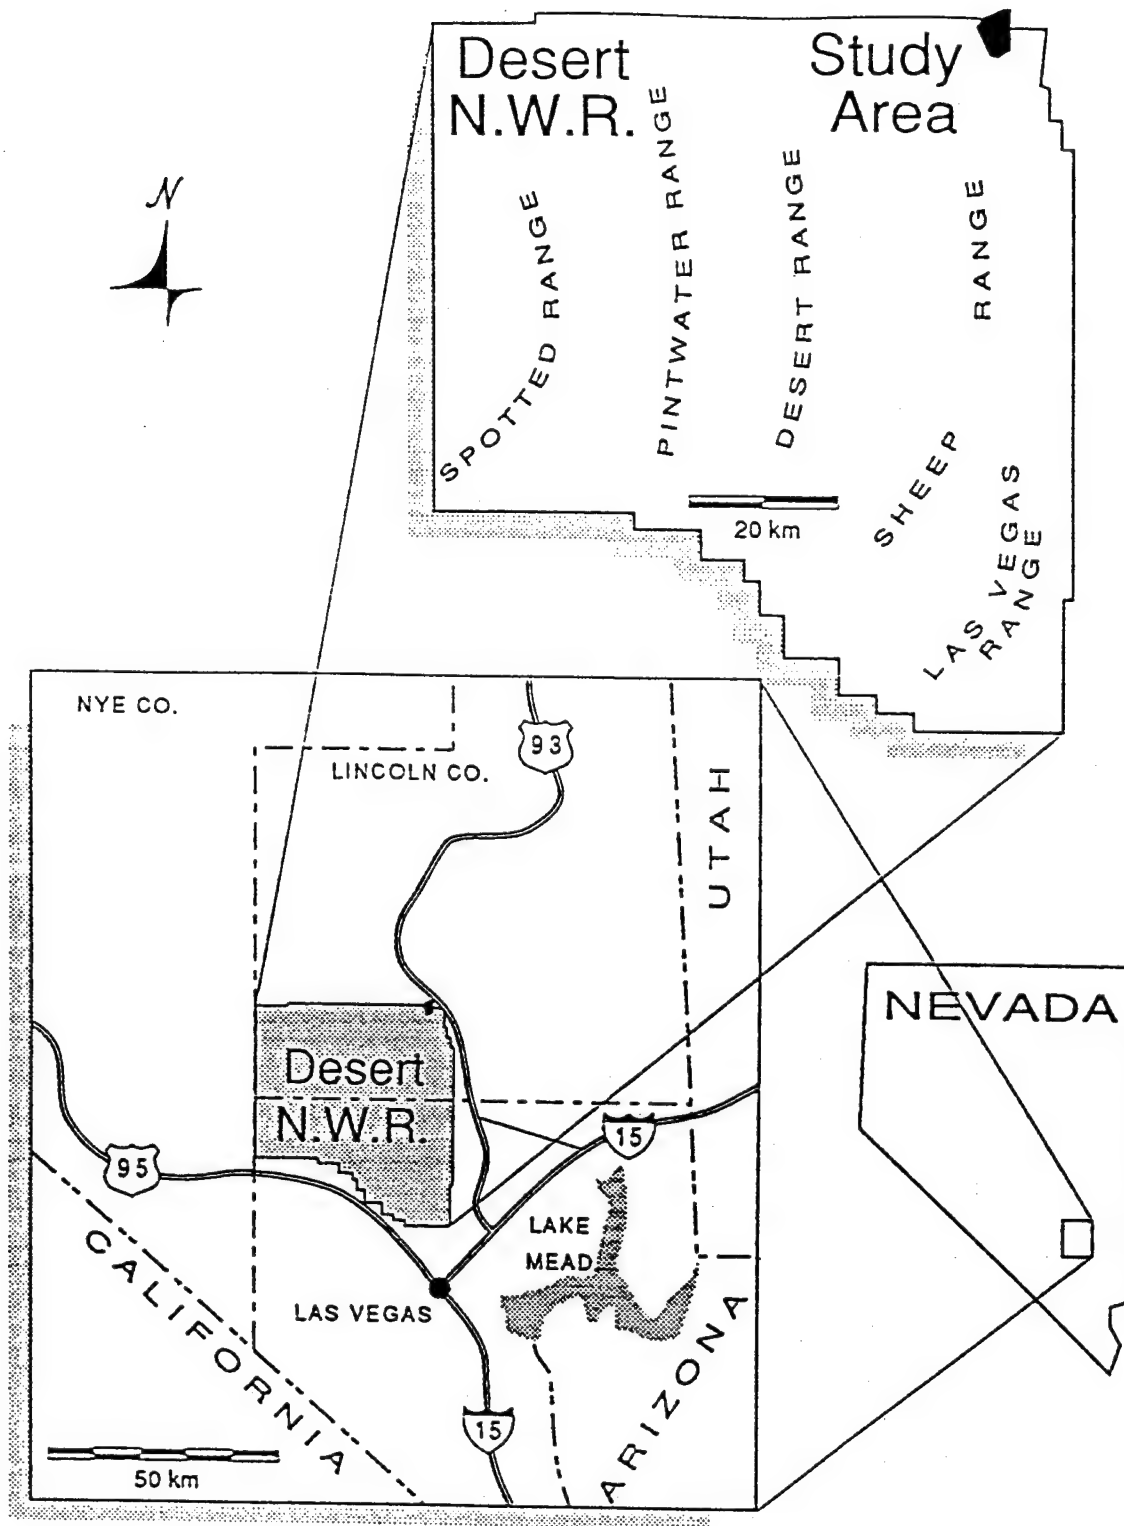 Desert
N.W.R.
Study
Area
N
SPOTTED RANGE
PINTWATER RANGE
DESERT RANGE
SHEEP RANGE
LAS VEGAS
RANGE
20 km
NYE CO.
LINCOLN CO.
93
UTAH
NEVADA
Desert
N.W.R.
95
15
LAKE
MEAD
LAS VEGAS
CALIFORNIA
ARIZONA
15
50 km